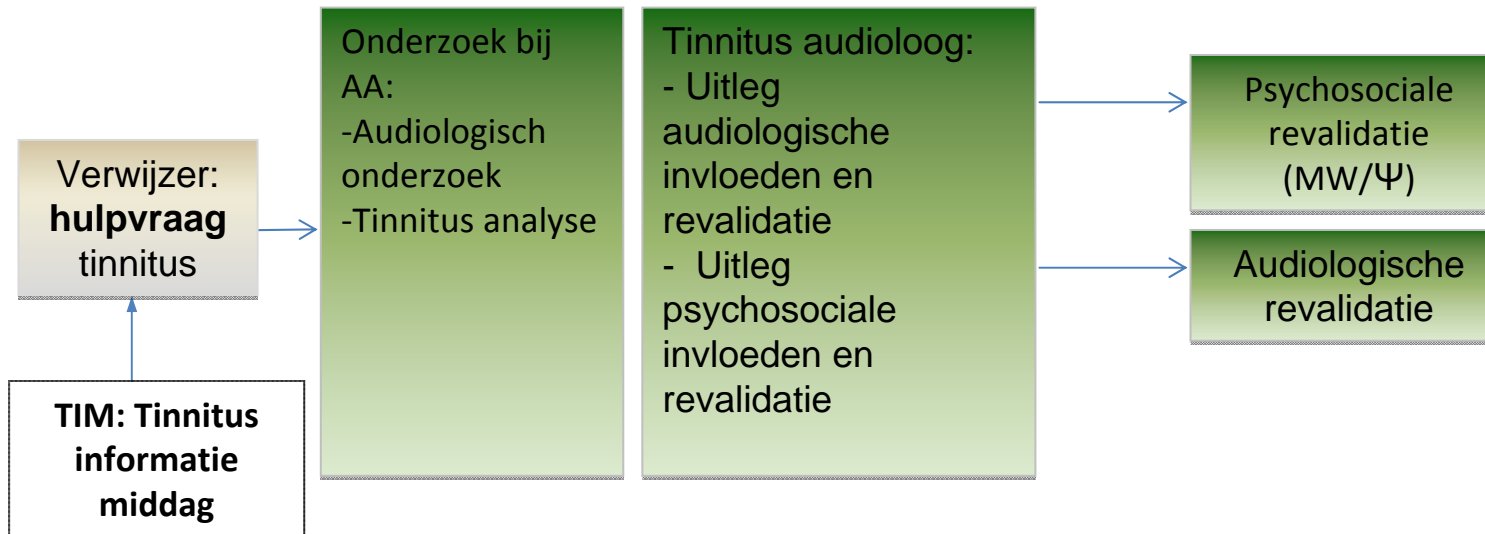 Verwijzer:
hulpvraag
tinnitus
TIM: Tinnitus
informatie
middag
Onderzoek bij
AA:
-Audiologisch
onderzoek
-Tinnitus analyse
Tinnitus audioloog:
- Uitleg
audiologische
invloeden en
revalidatie
- Uitleg
psychosociale
invloeden en
revalidatie
Psychosociale
revalidatie
(MW/Ψ)
Audiologische
revalidatie